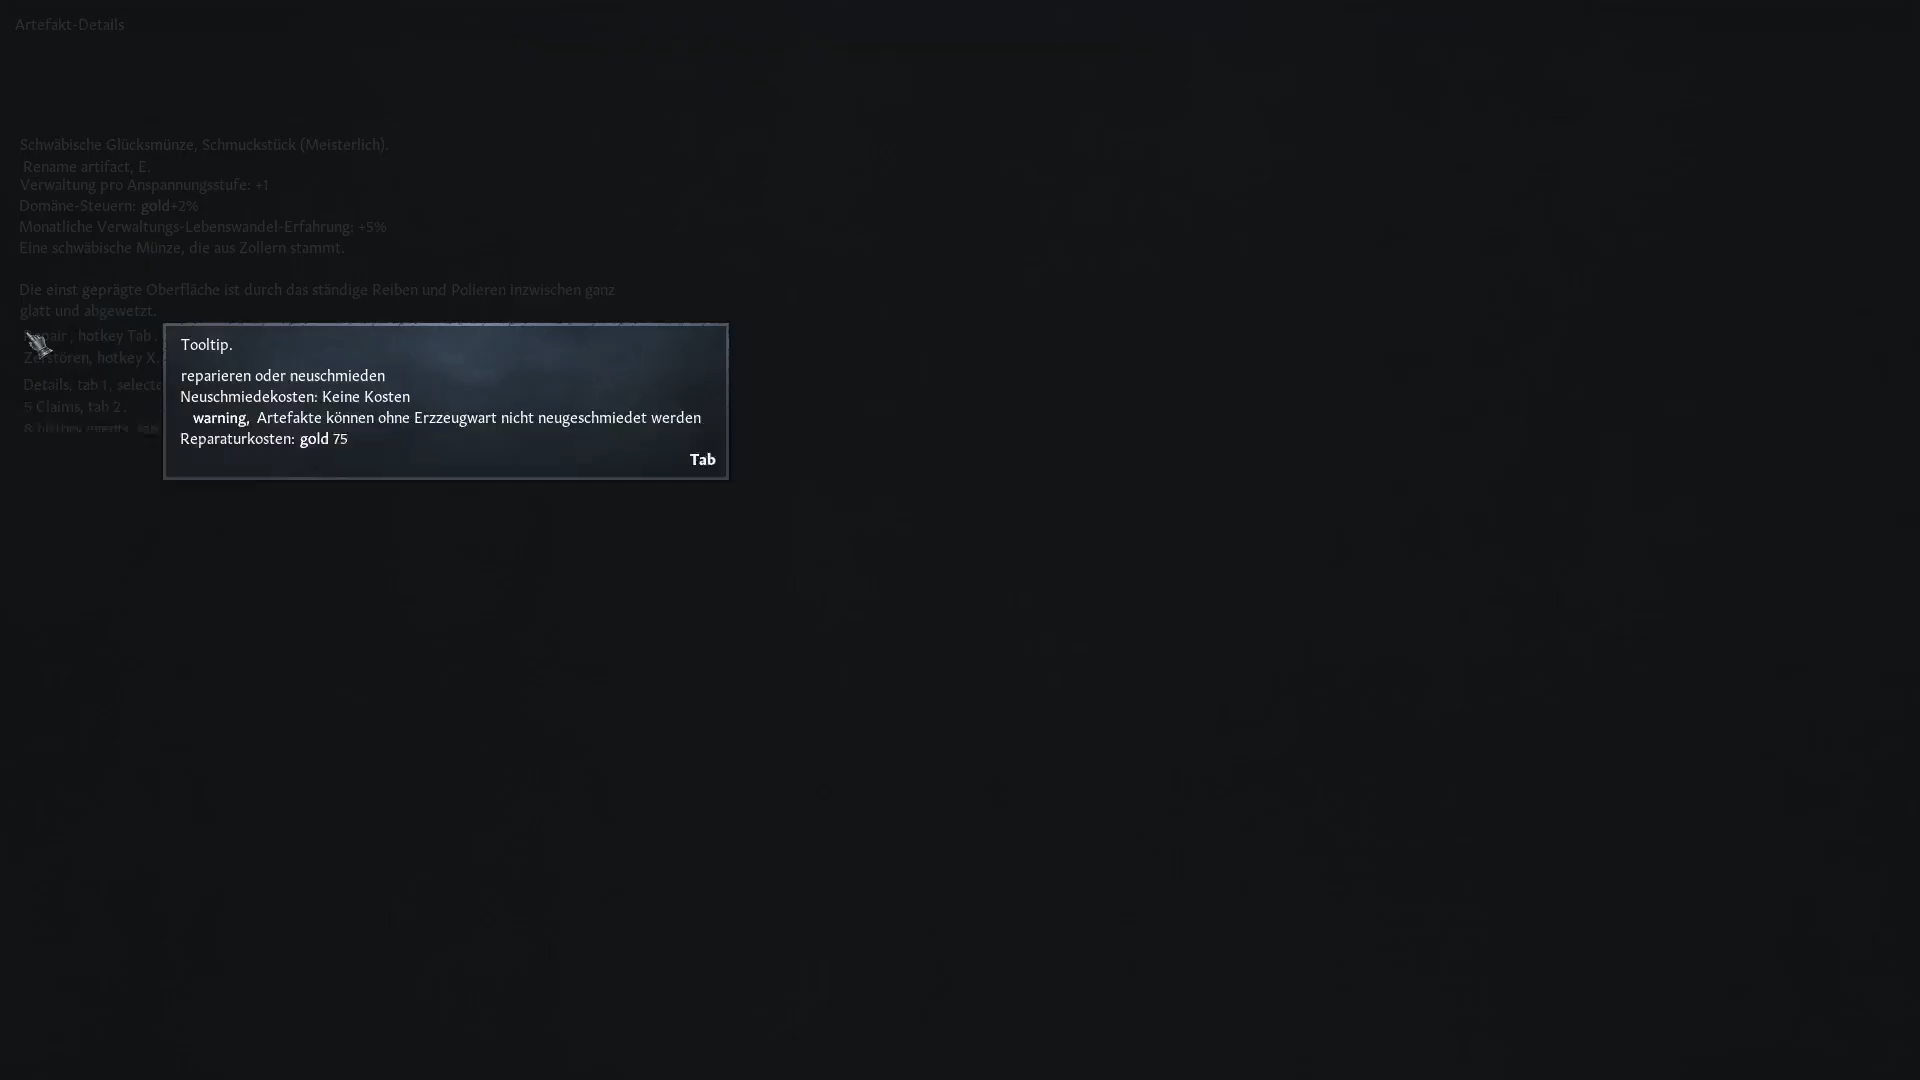 Artefakt-Details
Schwäbische Glücksmünze, Schmuckstück (Meisterlich).
Rename artifact, E.
Verwaltung pro Anspannungsstufe: +1
Domäne-Steuern: gold+2%
Monatliche Verwaltungs-Lebenswandel-Erfahrung: +5%
Eine schwäbische Münze, die aus Zollern stammt.
Die einst geprägte Oberfläche ist durch das ständige Reiben und Polieren inzwischen ganz
glatt und abgewetzt.
hotkey Tab.
hotkey X.
Details, tab 1,
5 Claims, tab 2.
Tooltip.
reparieren oder neuschmieden
Neuschmiedekosten: Keine Kosten
warning, Artefakte können ohne Erzzeugwart nicht neugeschmiedet werden
Reparaturkosten: gold 75
Tab